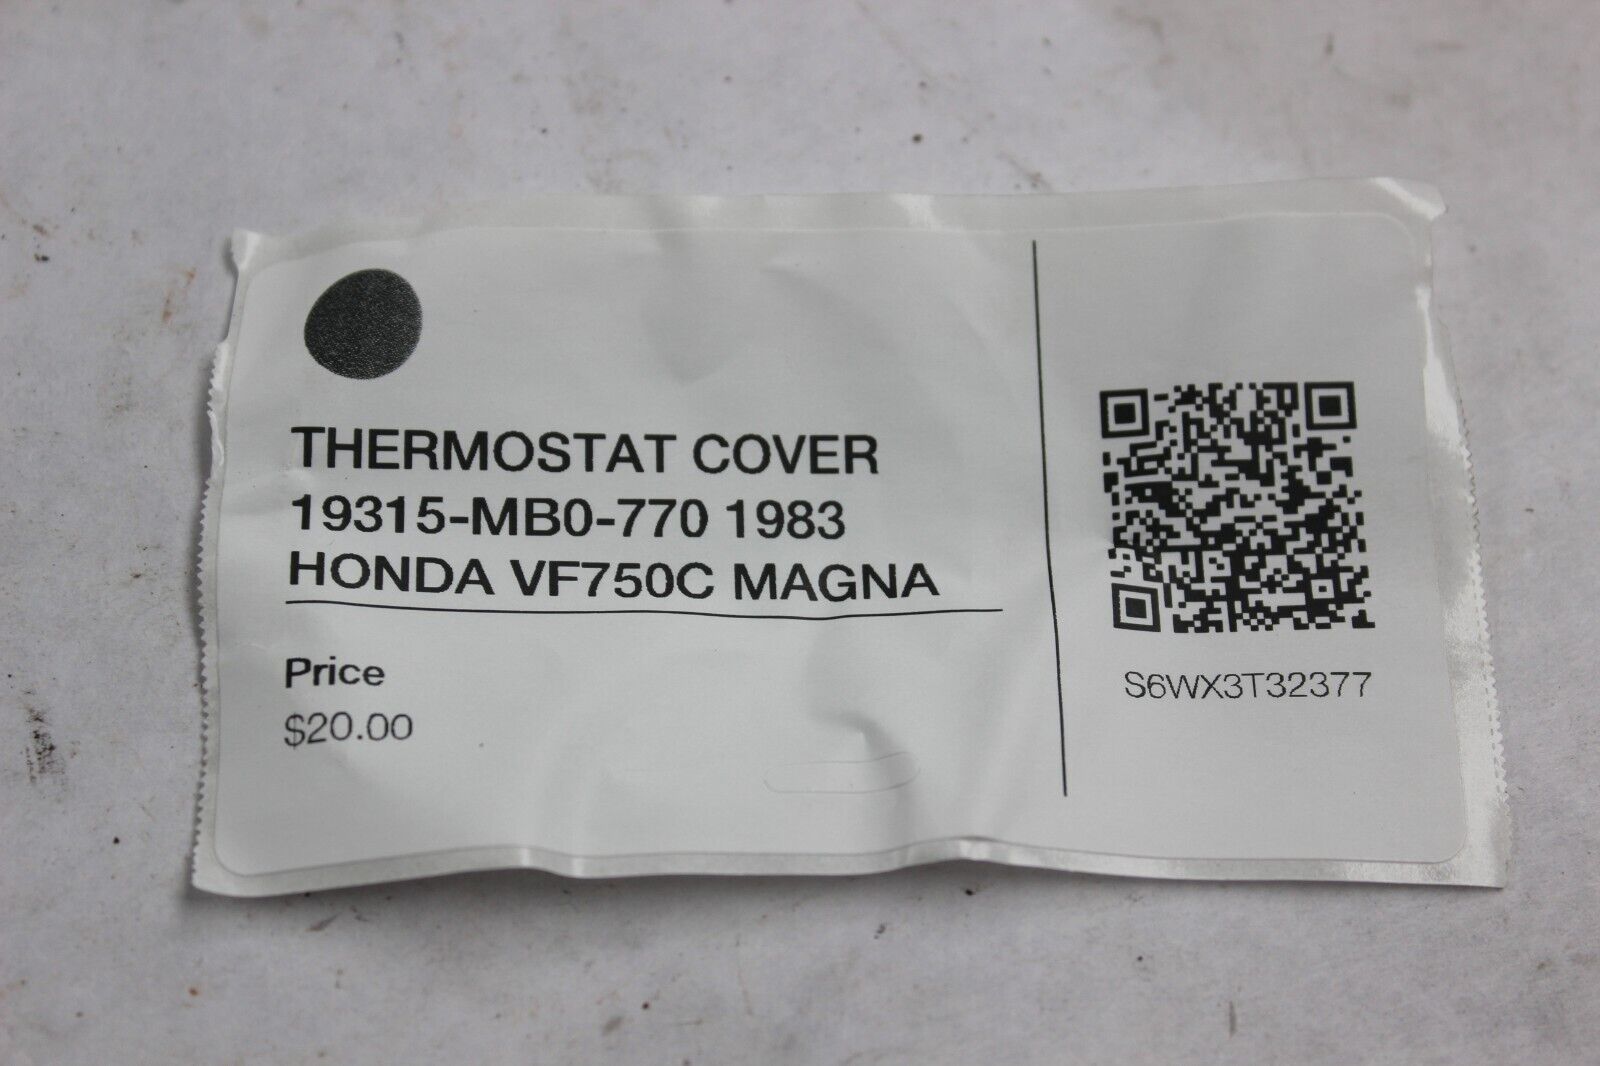 THERMOSTAT COVER
19315-MB0-770 1983
HONDA VF750C MAGNA
Price
$20.00
S6WX3T32377